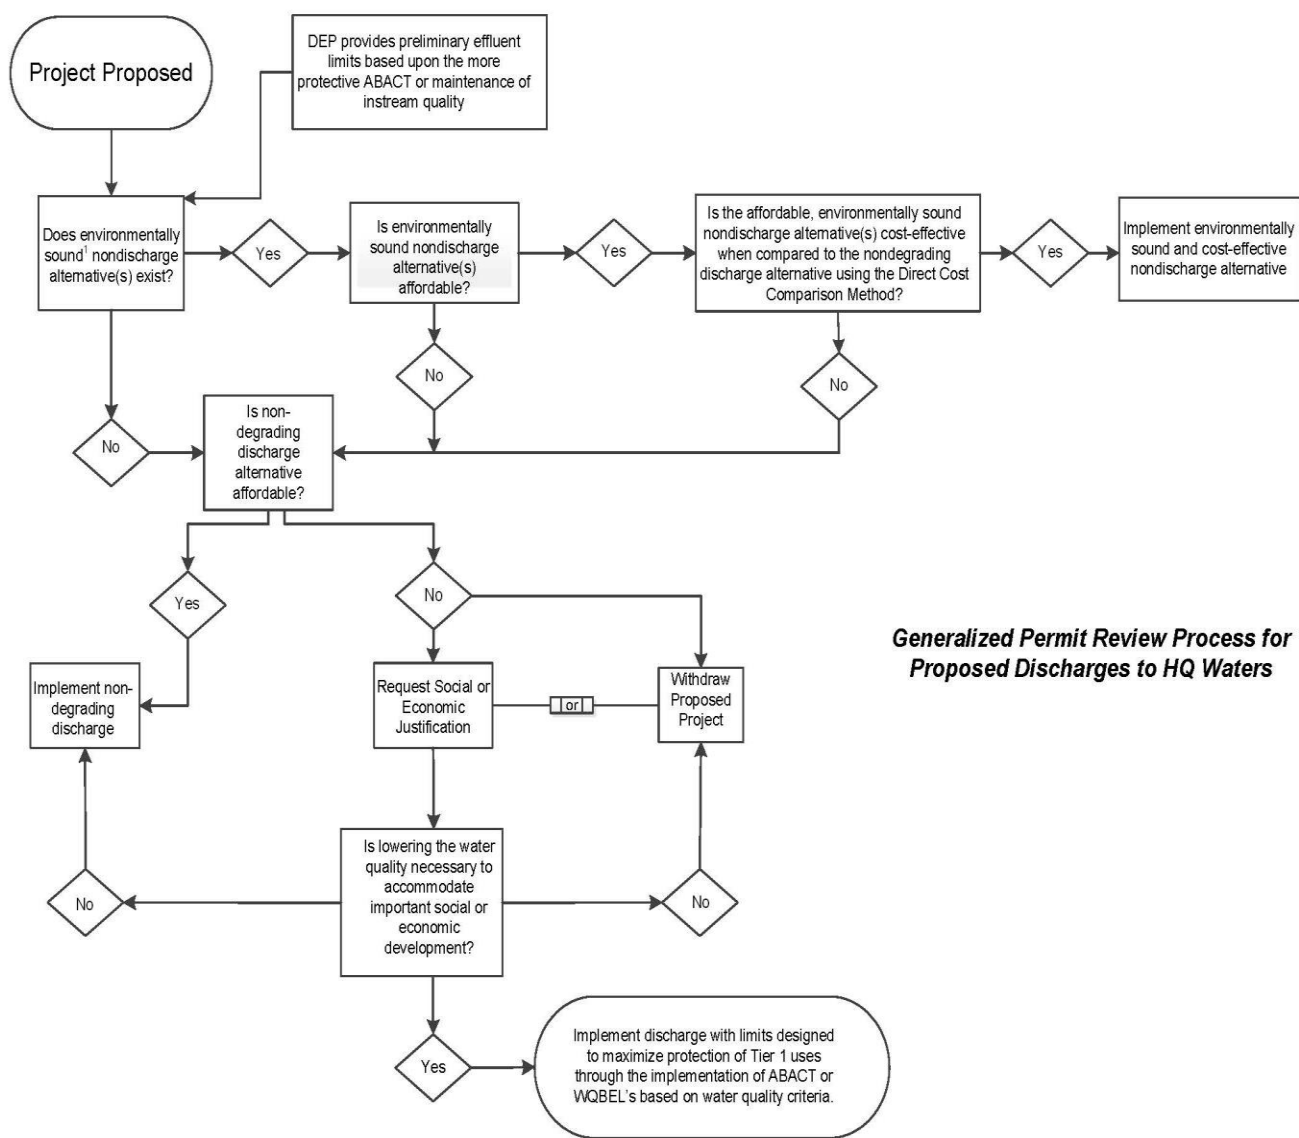 Project Proposed
DEP provides preliminary effluent
limits based upon the more
protective ABACT or maintenance of
instream quality
Does environmentally
sound¹ nondischarge
alternative(s) exist?
Yes
Is environmentally
sound nondischarge
alternative(s)
affordable?
Yes
Is the affordable, environmentally sound
nondischarge alternative(s) cost-effective
when compared to the nondegrading
discharge alternative using the Direct Cost
Comparison Method?
Yes
Implement environmentally
sound and cost-effective
nondischarge alternative
No
No
No
Is non-
degrading
discharge
alternative
affordable?
Yes
No
Generalized Permit Review Process for
Proposed Discharges to HQ Waters
Implement non-
degrading
discharge
Request Social or
Economic
Justification
or
Withdraw
Proposed
Project
No
Is lowering the water
quality necessary to
accommodate
important social or
economic
development?
No
Yes
Implement discharge with limits designed
to maximize protection of Tier 1 uses
through the implementation of ABACT or
WQBEL's based on water quality criteria.